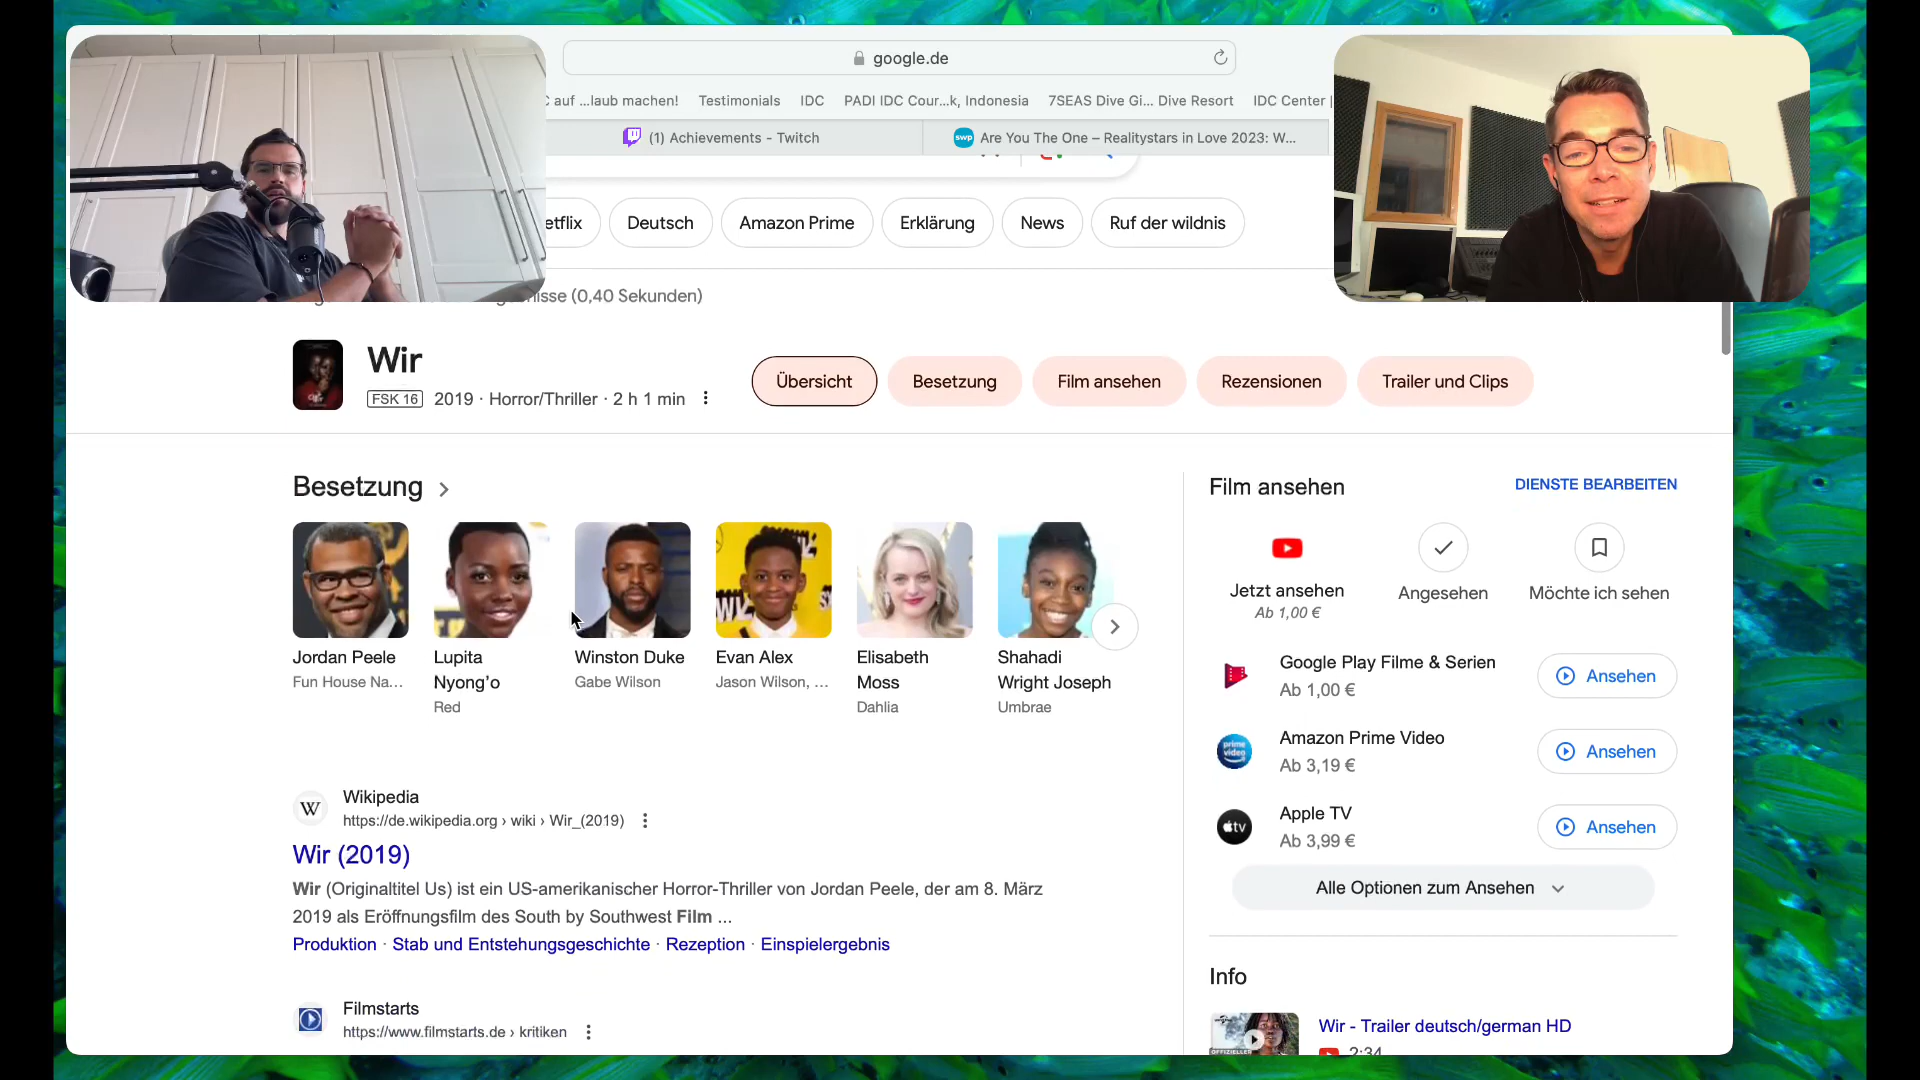 google.de
C auf ...laub machen! Testimonials IDC PADI IDC Cour...k, Indonesia 7SEAS Dive Gi... Dive Resort IDC Center |
(1) Achievements - Twitch
swp Are You The One – Realitystars in Love 2023: W...
etflix Deutsch Amazon Prime Erklärung News Ruf der wildnis
(0,40 Sekunden)
Wir
FSK 16 2019 · Horror/Thriller · 2 h 1 min
Übersicht Besetzung Film ansehen Rezensionen Trailer und Clips
Besetzung
Jordan Peele
Fun House Na...
Lupita
Nyong'o
Red
Winston Duke
Gabe Wilson
Evan Alex
Jason Wilson, ...
Elisabeth
Moss
Dahlia
Shahadi
Wright Joseph
Umbrae
W
Wikipedia
https://de.wikipedia.org › wiki › Wir_(2019)
Wir (2019)
Wir (Originaltitel Us) ist ein US-amerikanischer Horror-Thriller von Jordan Peele, der am 8. März
2019 als Eröffnungsfilm des South by Southwest Film ...
Produktion · Stab und Entstehungsgeschichte · Rezeption · Einspielergebnis
Filmstarts
https://www.filmstarts.de › kritiken
Film ansehen
DIENSTE BEARBEITEN
Jetzt ansehen
Ab 1,00 €
Angesehen
Möchte ich sehen
Google Play Filme & Serien
Ab 1,00 €
Ansehen
prime
video
Amazon Prime Video
Ab 3,19 €
Ansehen
tv
Apple TV
Ab 3,99 €
Ansehen
Alle Optionen zum Ansehen
Info
Wir - Trailer deutsch/german HD
2:34